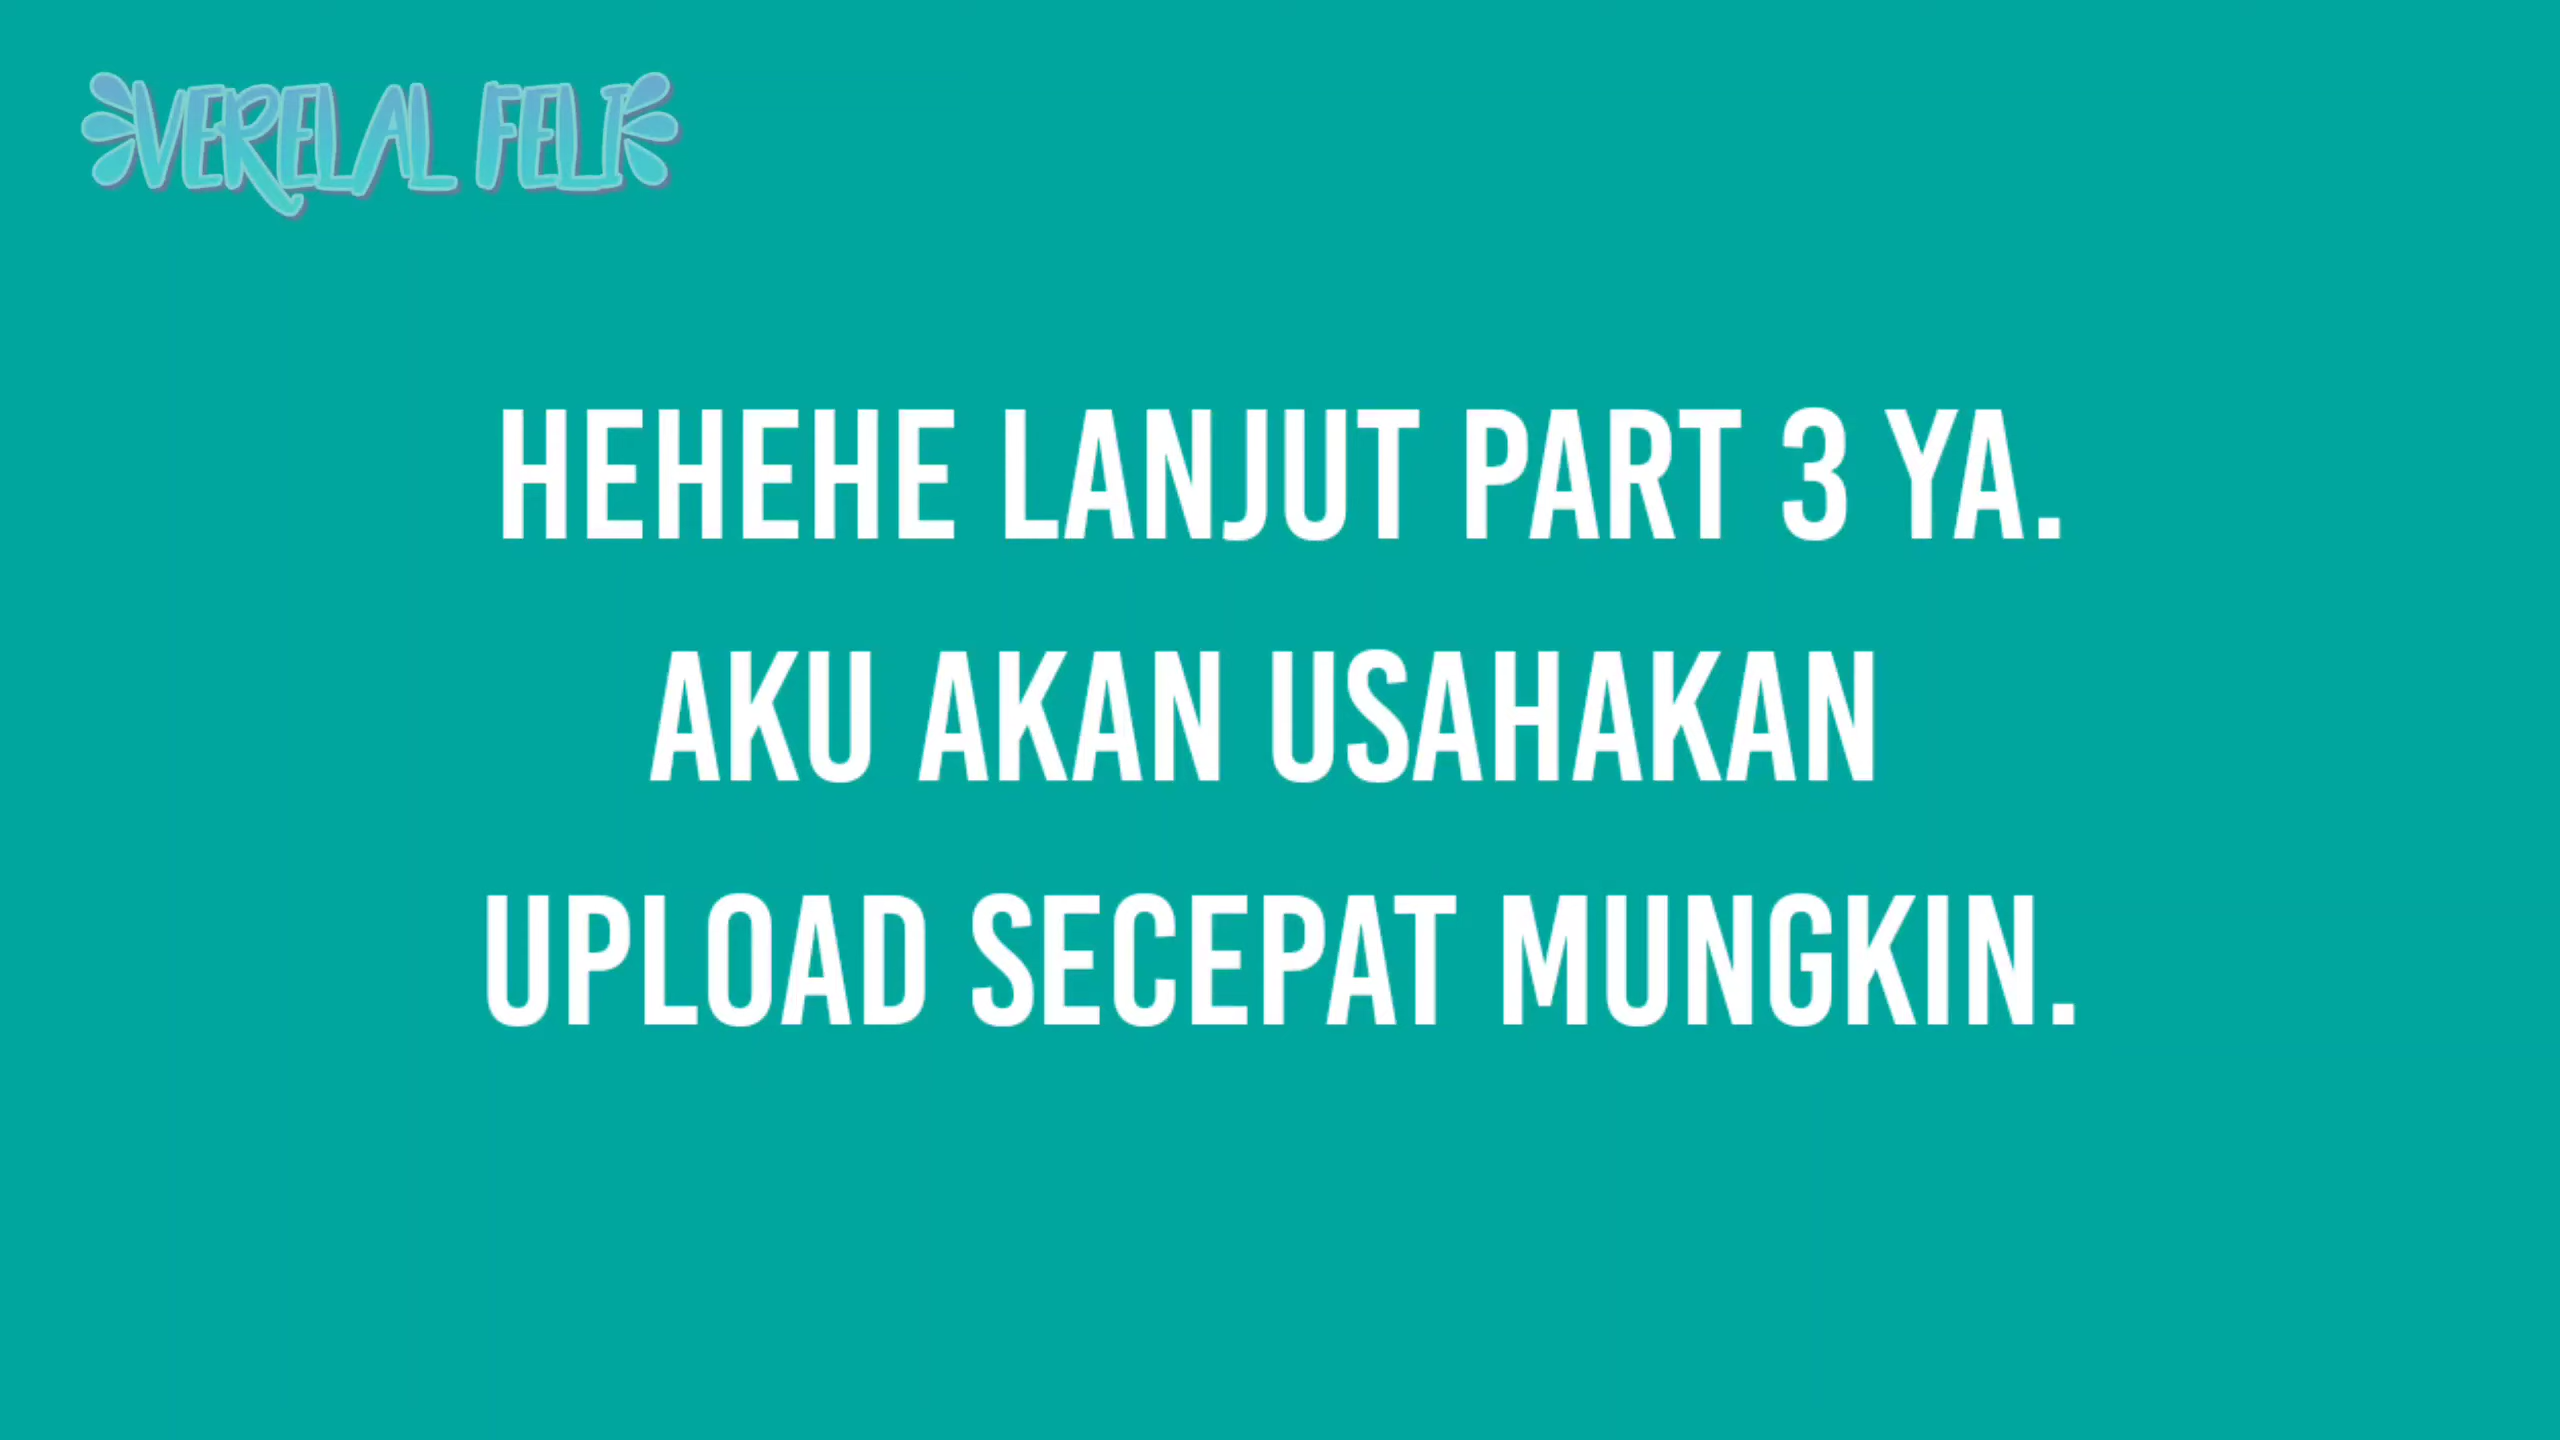 VERELAL FELI
HEHEHE LANJUT PART 3 YA.
AKU AKAN USAHAKAN
UPLOAD SECEPAT MUNGKIN.